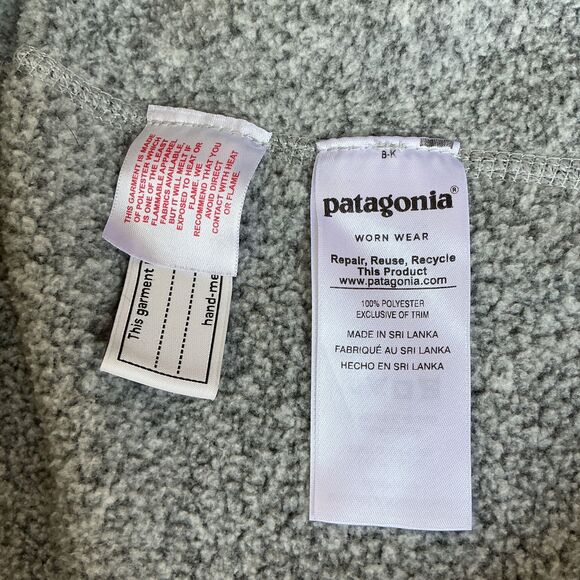 THIS GARMENT IS MADE
OF POLYESTER WHICH
IS ONE OF THE LEAST
FLAMMABLE APPAREL
FABRICS AVAILABLE,
BUT IT WILL MELT IF
EXPOSED TO HEAT OR
FLAME. WE
RECOMMEND THAT YOU
AVOID DIRECT
CONTACT WITH HEAT
OR FLAME.
This garment
hand-me
B-K
patagonia®
WORN WEAR
Repair, Reuse, Recycle
This Product
www.patagonia.com
100% POLYESTER
EXCLUSIVE OF TRIM
MADE IN SRI LANKA
FABRIQUÉ AU SRI LANKA
HECHO EN SRI LANKA